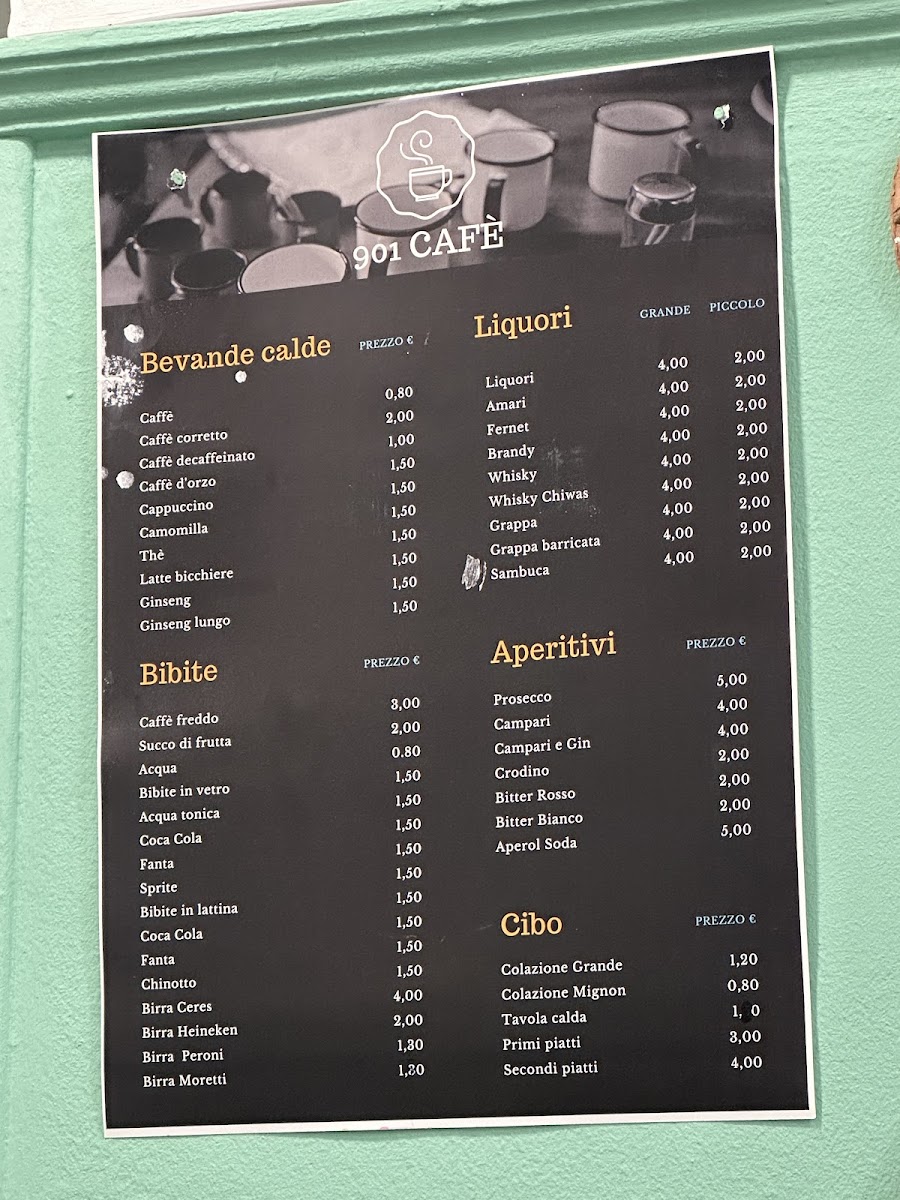 901 CAFÈ
Bevande calde PREZZO €
Caffè 0,80
Caffè corretto 2,00
Caffè decaffeinato 1,00
Caffè d'orzo 1,50
Cappuccino 1,50
Camomilla 1,50
Thè 1,50
Latte bicchiere 1,50
Ginseng 1,50
Ginseng lungo 1,50
Bibite PREZZO €
Caffè freddo 3,00
Succo di frutta 2,00
Acqua 0.80
Bibite in vetro 1,50
Acqua tonica 1,50
Coca Cola 1,50
Fanta 1,50
Sprite 1,50
Bibite in lattina 1,50
Coca Cola 1,50
Fanta 1,50
Chinotto 1,50
Birra Ceres 4,00
Birra Heineken 2,00
Birra Peroni 1,30
Birra Moretti 1,30
Liquori GRANDE PICCOLO
Liquori 4,00 2,00
Amari 4,00 2,00
Fernet 4,00 2,00
Brandy 4,00 2,00
Whisky 4,00 2,00
Whisky Chiwas 4,00 2,00
Grappa 4,00 2,00
Grappa barricata 4,00 2,00
Sambuca 4,00 2,00
Aperitivi PREZZO €
Prosecco 5,00
Campari 4,00
Campari e Gin 4,00
Crodino 2,00
Bitter Rosso 2,00
Bitter Bianco 2,00
Aperol Soda 5,00
Cibo PREZZO €
Colazione Grande 1,20
Colazione Mignon 0,80
Tavola calda
Primi piatti 3,00
Secondi piatti 4,00